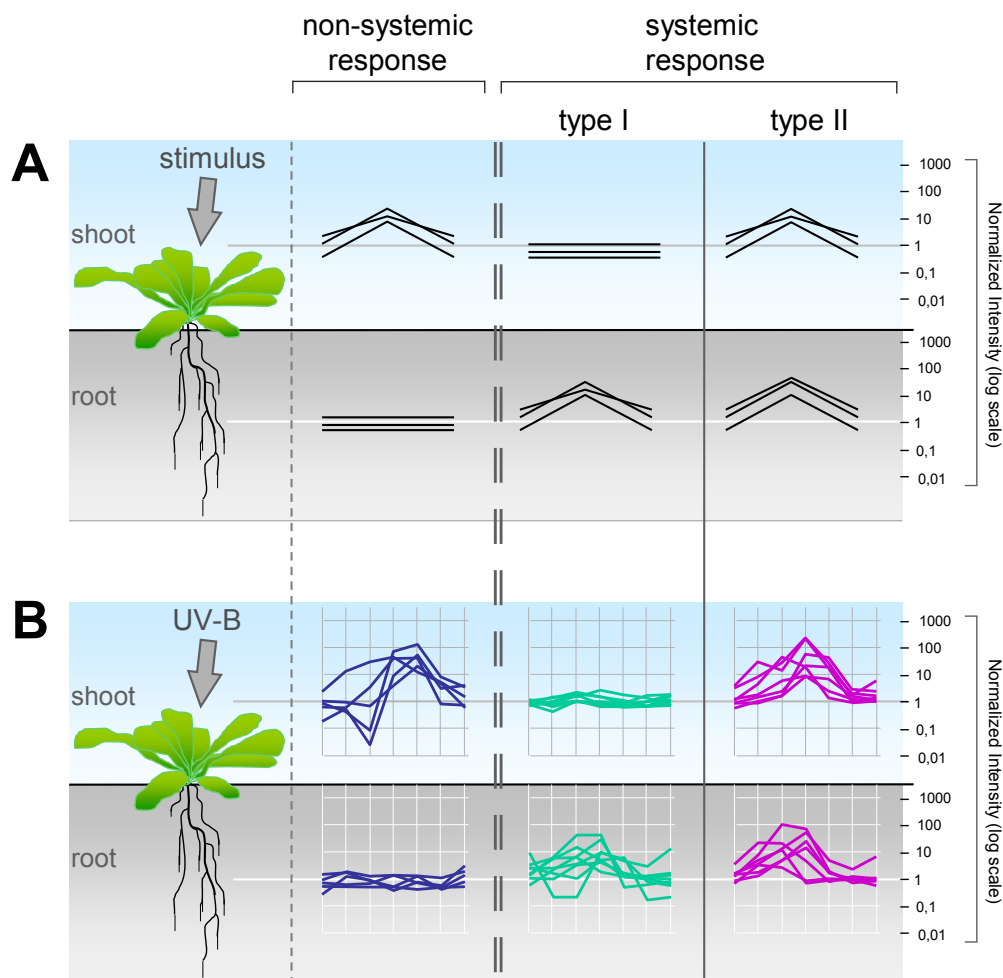 non-systemic
response
systemic
response
type I
type II
A
stimulus
shoot
root
1000
100
10
1
0,1
0,01
1000
100
10
1
0,1
0,01
Normalized Intensity (log scale)
B
UV-B
shoot
root
1000
100
10
1
0,1
0,01
1000
100
10
1
0,1
0,01
Normalized Intensity (log scale)